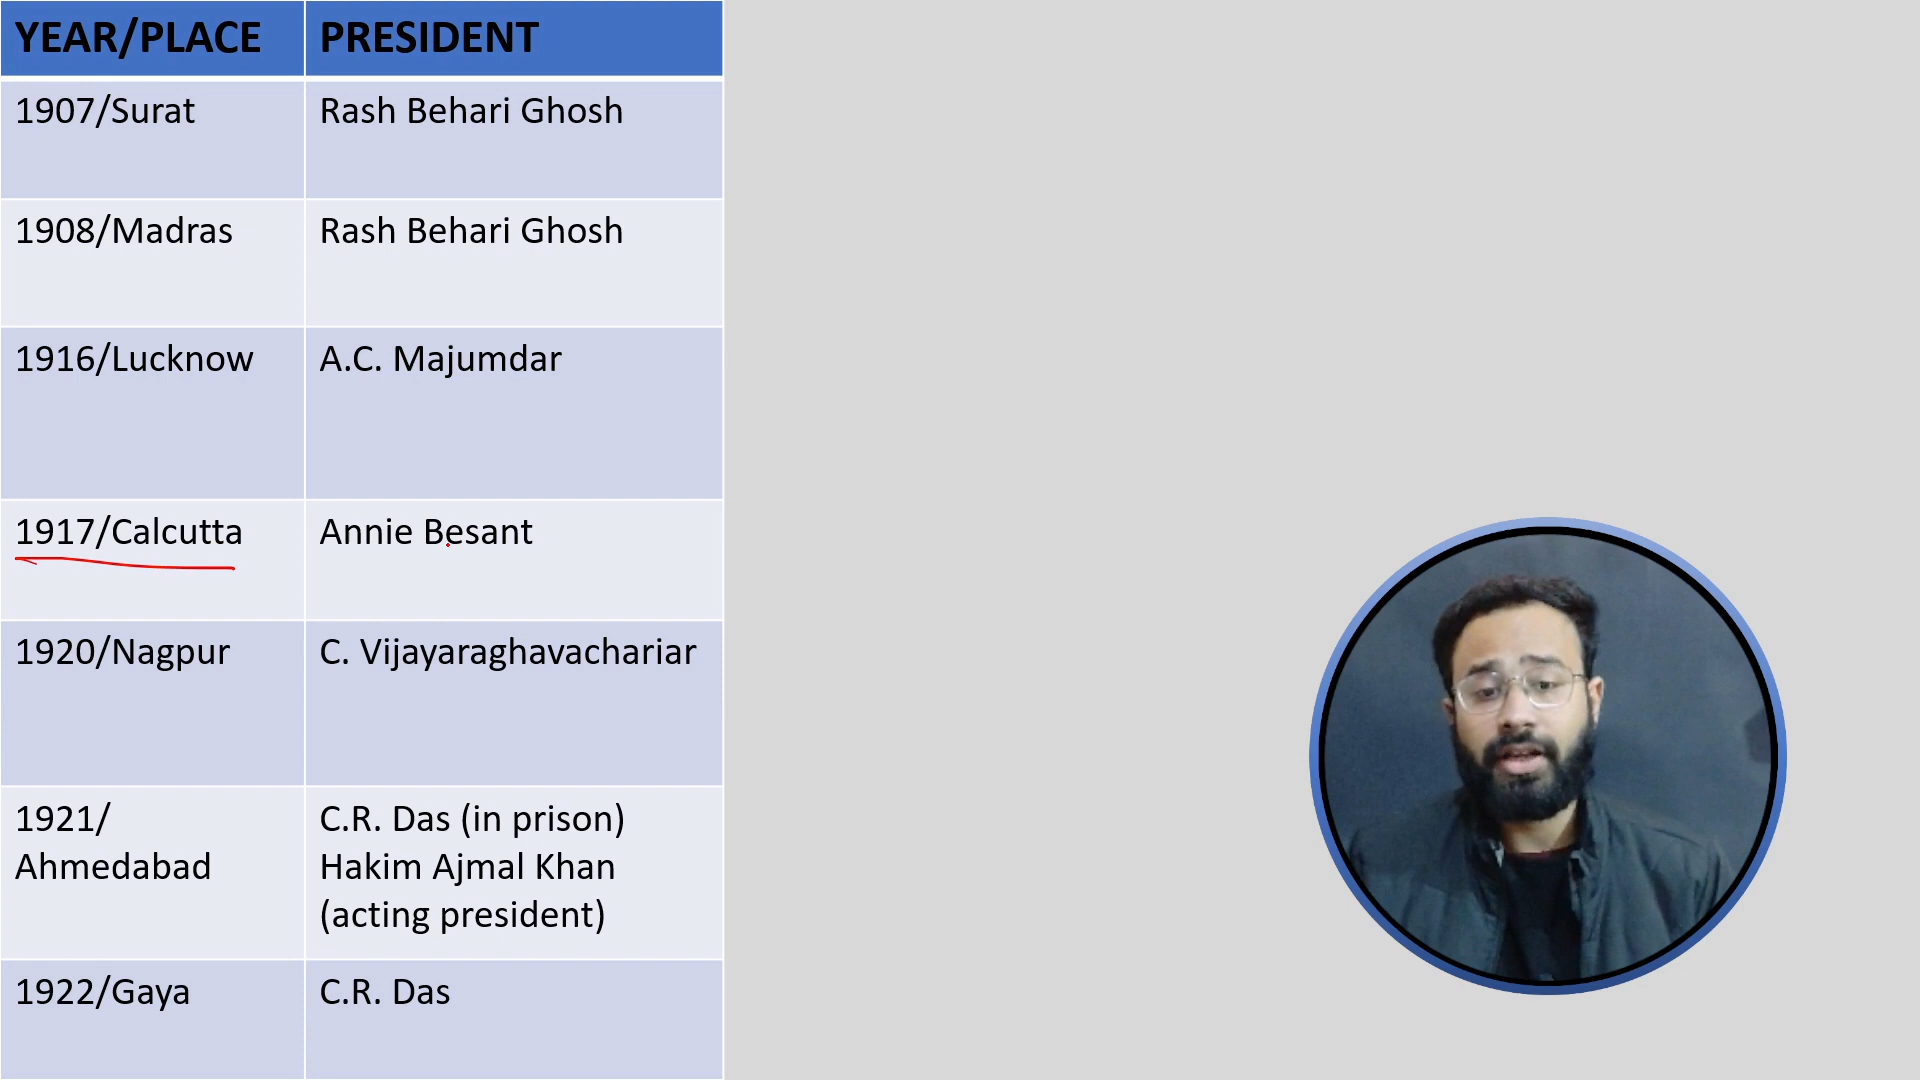 YEAR/PLACE PRESIDENT
1907/Surat Rash Behari Ghosh
1908/Madras Rash Behari Ghosh
1916/Lucknow A.C. Majumdar
1917/Calcutta Annie Besant
1920/Nagpur C. Vijayaraghavachariar
1921/ C.R. Das (in prison)
Ahmedabad Hakim Ajmal Khan
(acting president)
1922/Gaya C.R. Das